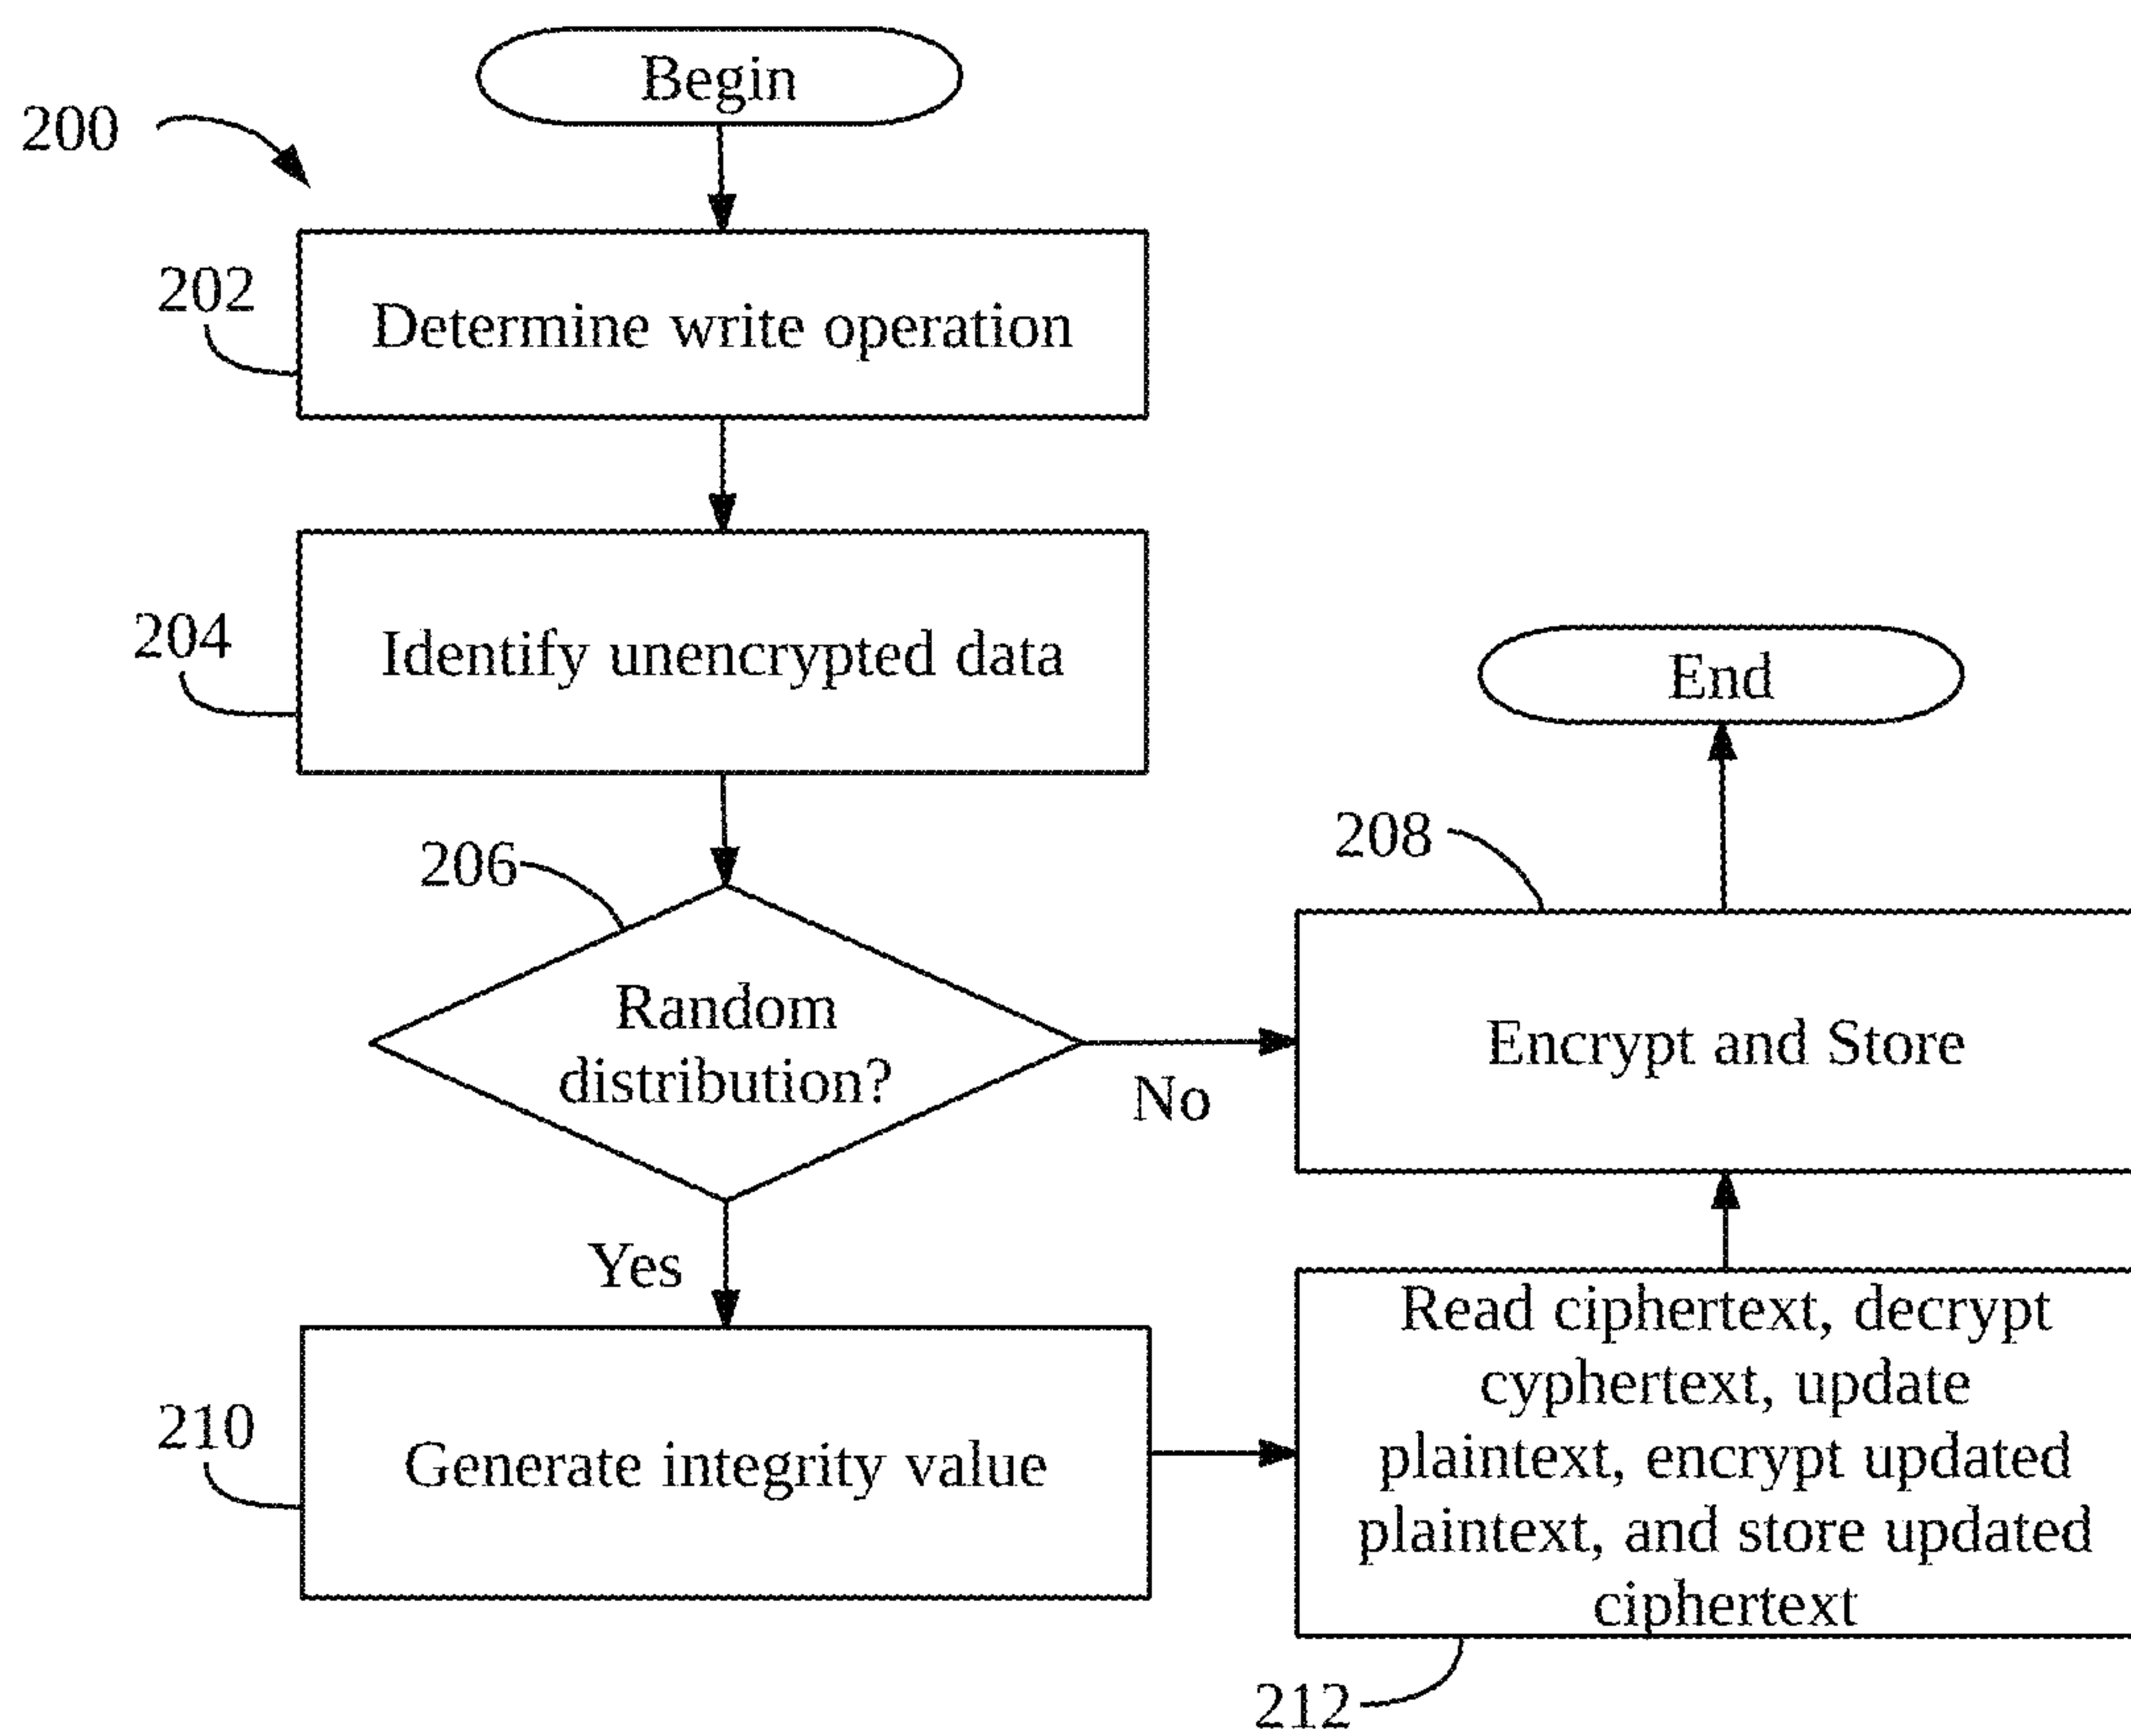 Begin
200
202
Determine write operation
204
Identify unencrypted data
End
206
208
Random
distribution?
Encrypt and Store
No
Yes
210
Generate integrity value
Read ciphertext, decrypt
cyphertext, update
plaintext, encrypt updated
plaintext, and store updated
ciphertext
212